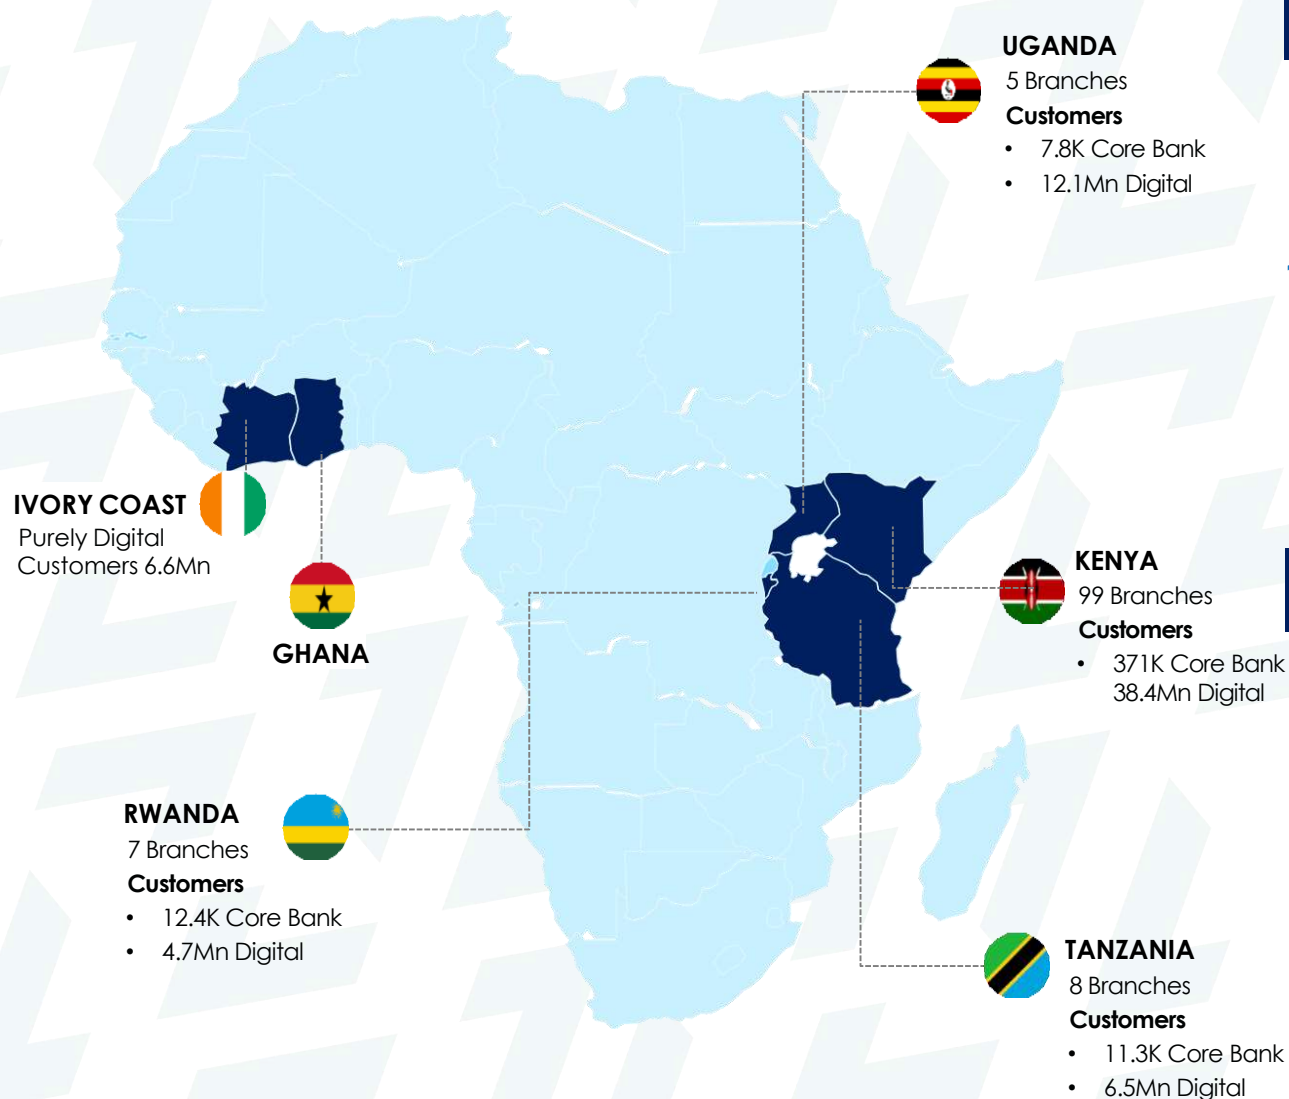 UGANDA
5 Branches
Customers
• 7.8K Core Bank
• 12.1Mn Digital
IVORY COAST
Purely Digital
Customers 6.6Mn
GHANA
KENYA
99 Branches
Customers
• 371K Core Bank
38.4Mn Digital
RWANDA
7 Branches
Customers
• 12.4K Core Bank
• 4.7Mn Digital
TANZANIA
8 Branches
Customers
• 11.3K Core Bank
• 6.5Mn Digital